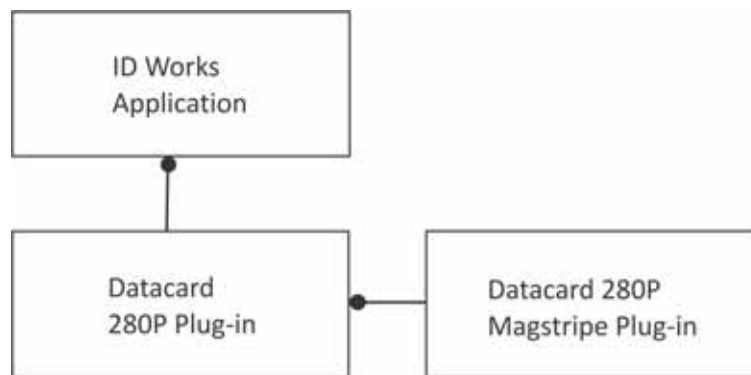 ID Works
Application
Datacard
280P Plug-in
Datacard 280P
Magstripe Plug-in